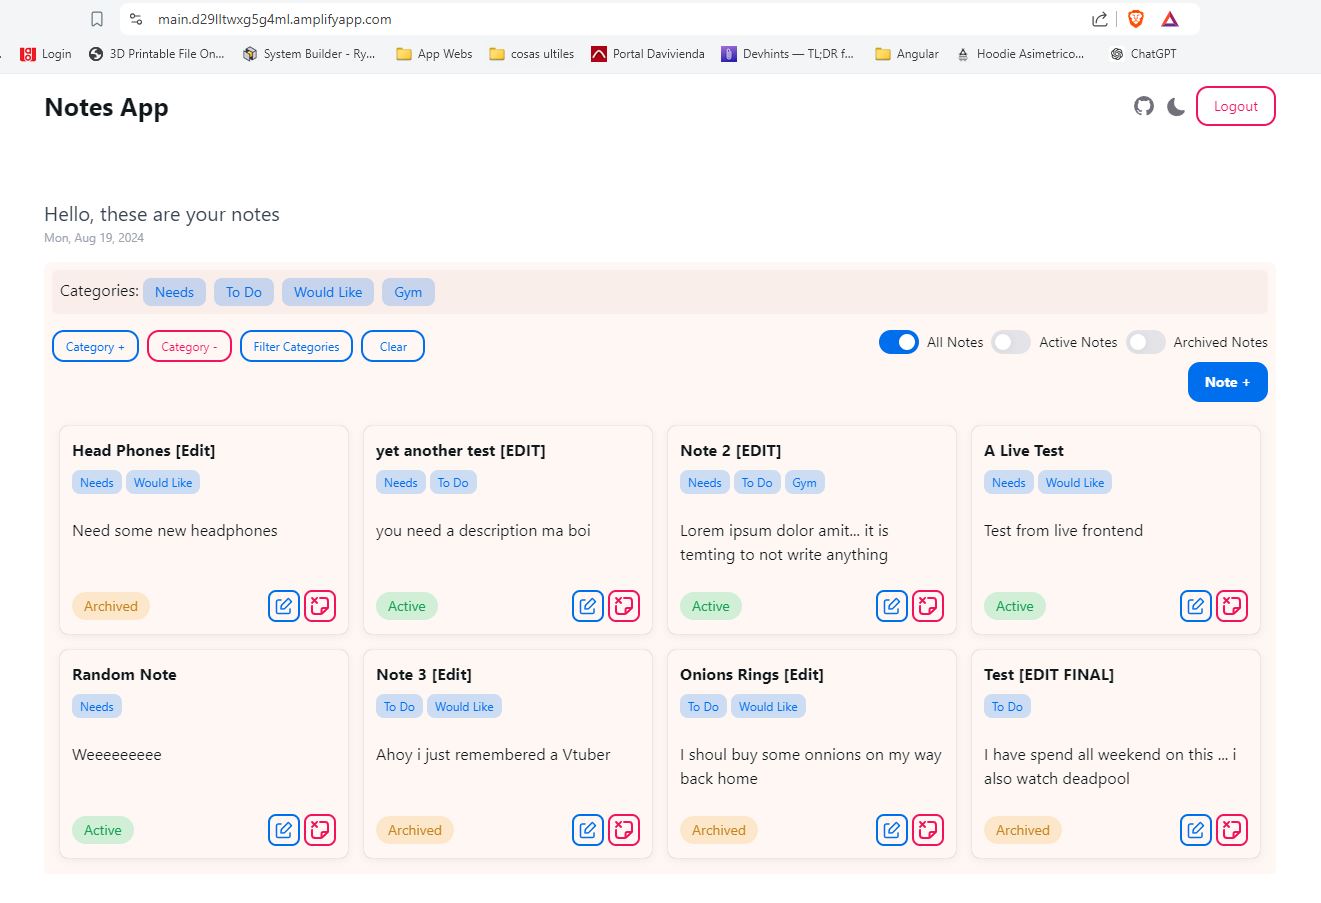 main.d29lltwxg5g4ml.amplifyapp.com
Login 3D Printable File On... System Builder - Ry... App Webs cosas ultiles Portal Davivienda Devhints — TL;DR f... Angular Hoodie Asimetrico... ChatGPT
Notes App
Logout
Hello, these are your notes
Mon, Aug 19, 2024
Categories: Needs To Do Would Like Gym
Category + Category - Filter Categories Clear All Notes Active Notes Archived Notes
Note +
Head Phones [Edit]
Needs Would Like
Need some new headphones
Archived
yet another test [EDIT]
Needs To Do
you need a description ma boi
Active
Note 2 [EDIT]
Needs To Do Gym
Lorem ipsum dolor amit... it is
temting to not write anything
Active
A Live Test
Needs Would Like
Test from live frontend
Active
Random Note
Needs
Weeeeeeeee
Active
Note 3 [Edit]
To Do Would Like
Ahoy i just remembered a Vtuber
Archived
Onions Rings [Edit]
To Do Would Like
I shoul buy some onnions on my way
back home
Archived
Test [EDIT FINAL]
To Do
I have spend all weekend on this ... i
also watch deadpool
Archived